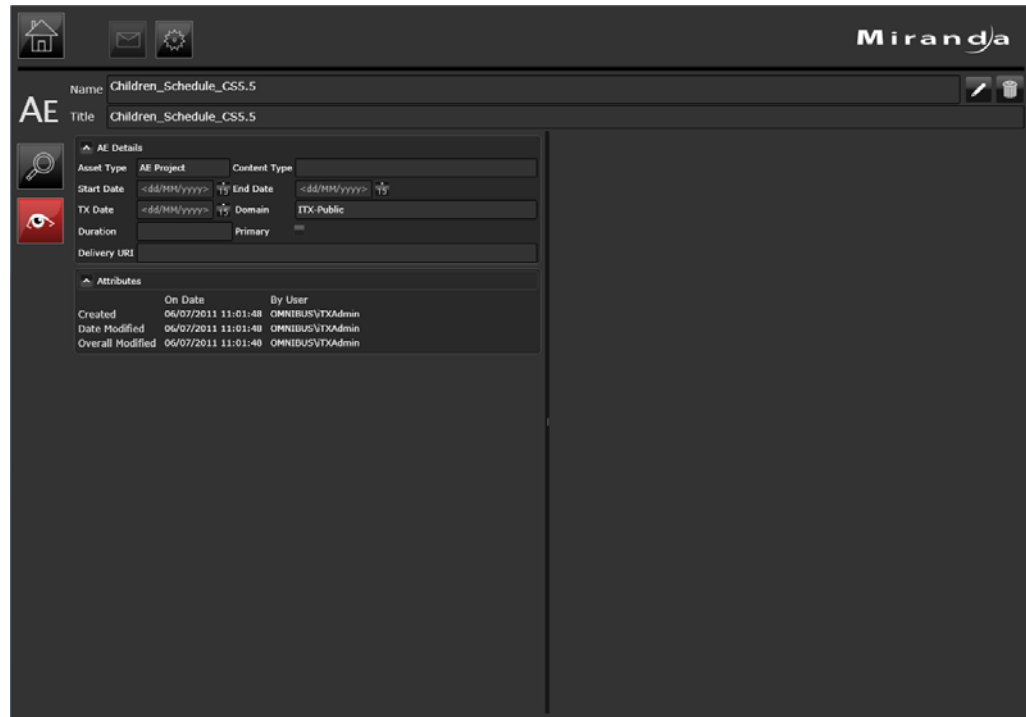 Miranda
Name Children_Schedule_CS5.5
AE
Title Children_Schedule_CS5.5
AE Details
Asset Type AE Project Content Type
Start Date <dd/MM/yyyy> 15 End Date <dd/MM/yyyy> 15
TX Date <dd/MM/yyyy> 15 Domain ITX-Public
Duration Primary
Delivery URI
Attributes
On Date By User
Created 06/07/2011 11:01:48 OMNIBUS\iTXAdmin
Date Modified 06/07/2011 11:01:48 OMNIBUS\iTXAdmin
Overall Modified 06/07/2011 11:01:48 OMNIBUS\iTXAdmin